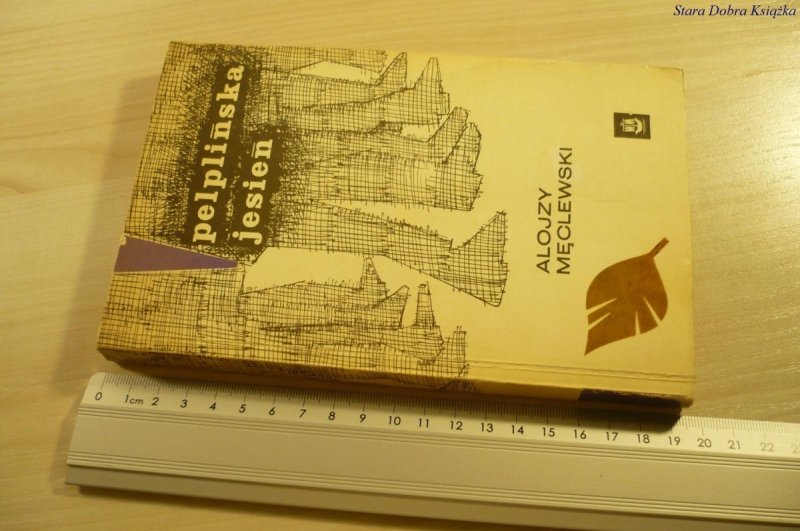 Stara Dobra Książka
ALOJZY
MĘCLEWSKI
pelplińska
jesień
0 1cm 2 3 4 5 6 7 8 9 10 11 12 13 14 15 16 17 18 19 20 21 22